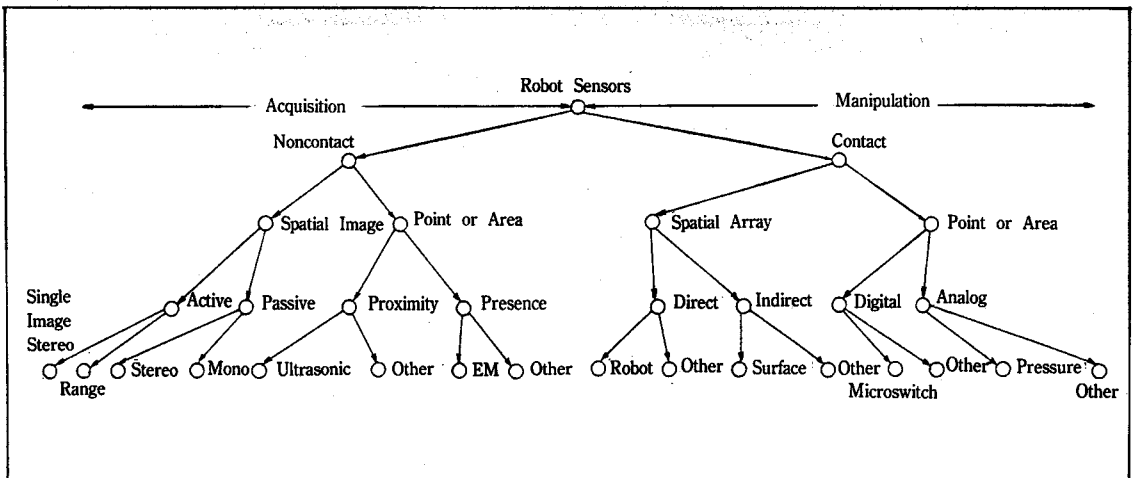 Robot Sensors
Acquisition Manipulation
Noncontact Contact
Spatial Image Point or Area Spatial Array Point or Area
Single
Image
Stereo
Active Passive Proximity Presence Direct Indirect Digital Analog
Range Stereo Mono Ultrasonic Other EM Other Robot Other Surface Other Microswitch Other Pressure Other